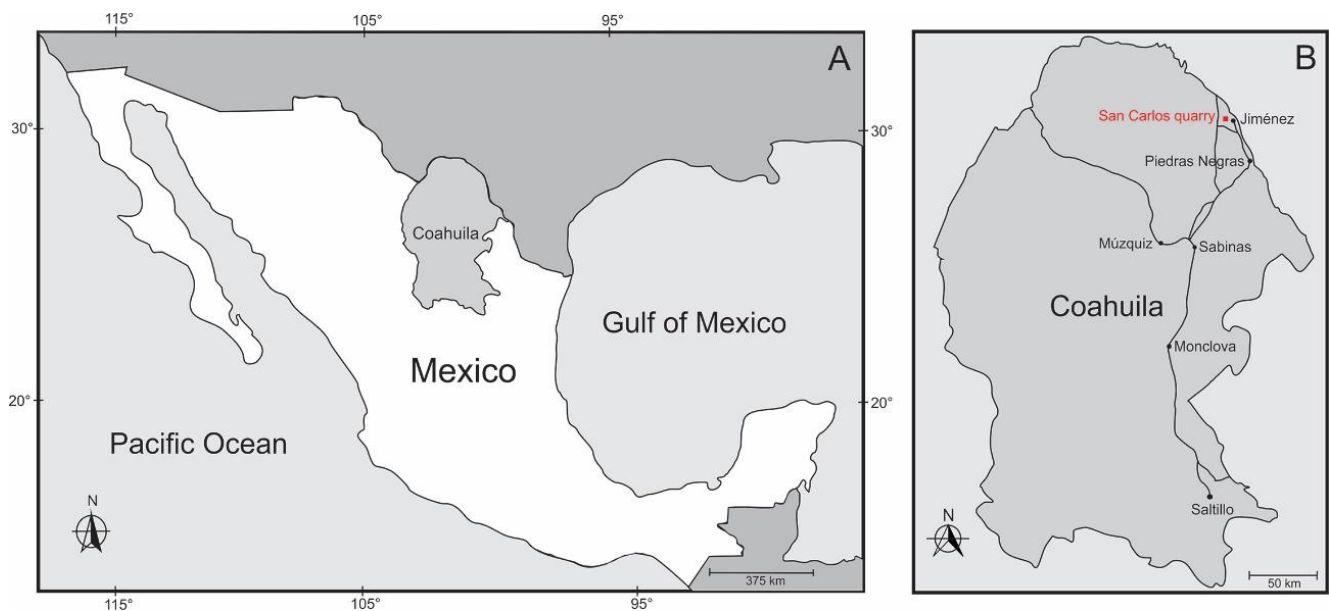 115°
105°
95°
A
30°
30°
Coahuila
Gulf of Mexico
Mexico
20°
20°
Pacific Ocean
N
375 km
115°
105°
95°
B
San Carlos quarry
Jiménez
Piedras Negras
Múzquiz
Sabinas
Coahuila
Monclova
Saltillo
N
50 km